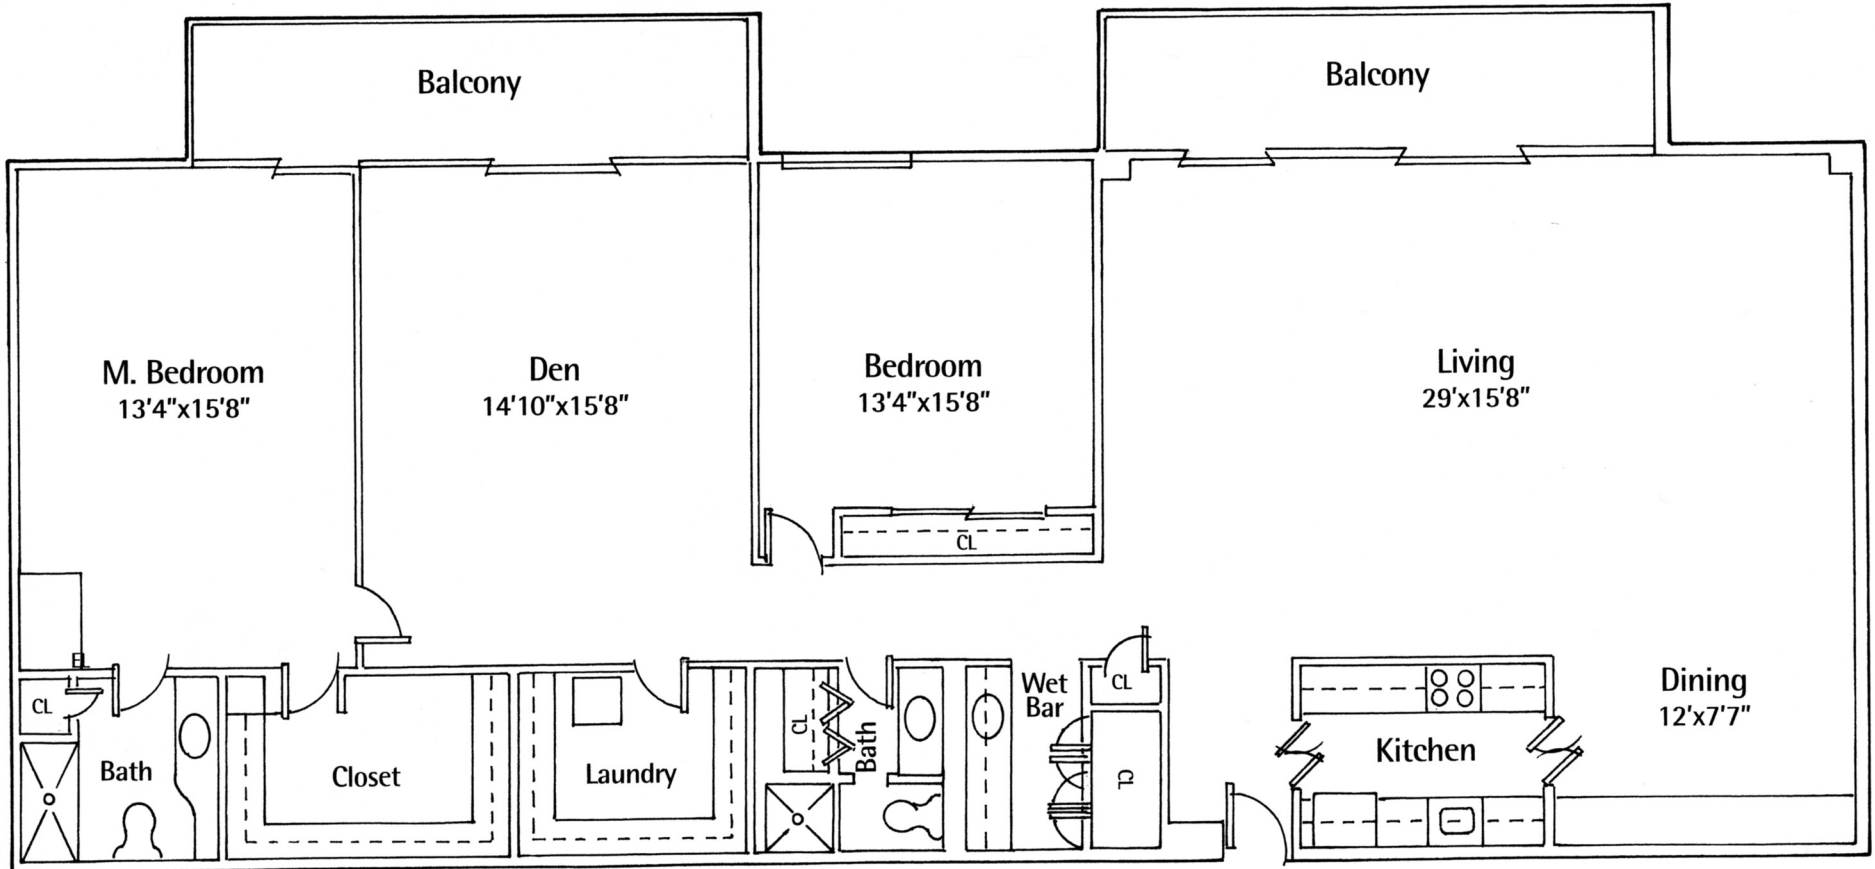 Balcony
Balcony
M. Bedroom
13'4"x15'8"
Den
14'10"x15'8"
Bedroom
13'4"x15'8"
Living
29'x15'8"
CL
CL
Bath
Closet
Laundry
CL
Bath
Wet
Bar
CL
CL
Kitchen
Dining
12'x7'7"